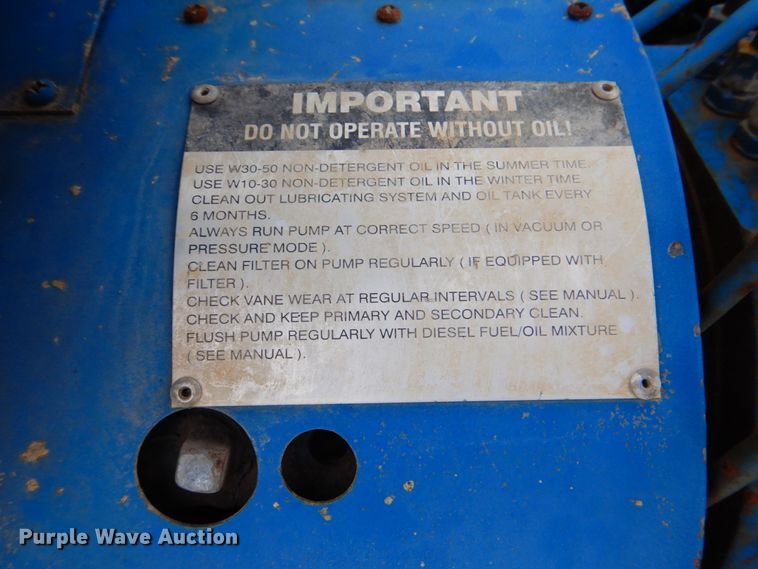 IMPORTANT
DO NOT OPERATE WITHOUT OIL!
USE W30-50 NON-DETERGENT OIL IN THE SUMMER TIME.
USE W10-30 NON-DETERGENT OIL IN THE WINTER TIME.
CLEAN OUT LUBRICATING SYSTEM AND OIL TANK EVERY
6 MONTHS.
ALWAYS RUN PUMP AT CORRECT SPEED ( IN VACUUM OR
PRESSURE MODE ).
CLEAN FILTER ON PUMP REGULARLY ( IF EQUIPPED WITH
FILTER ).
CHECK VANE WEAR AT REGULAR INTERVALS ( SEE MANUAL ).
CHECK AND KEEP PRIMARY AND SECONDARY CLEAN.
FLUSH PUMP REGULARLY WITH DIESEL FUEL/OIL MIXTURE
( SEE MANUAL ).
Purple Wave Auction